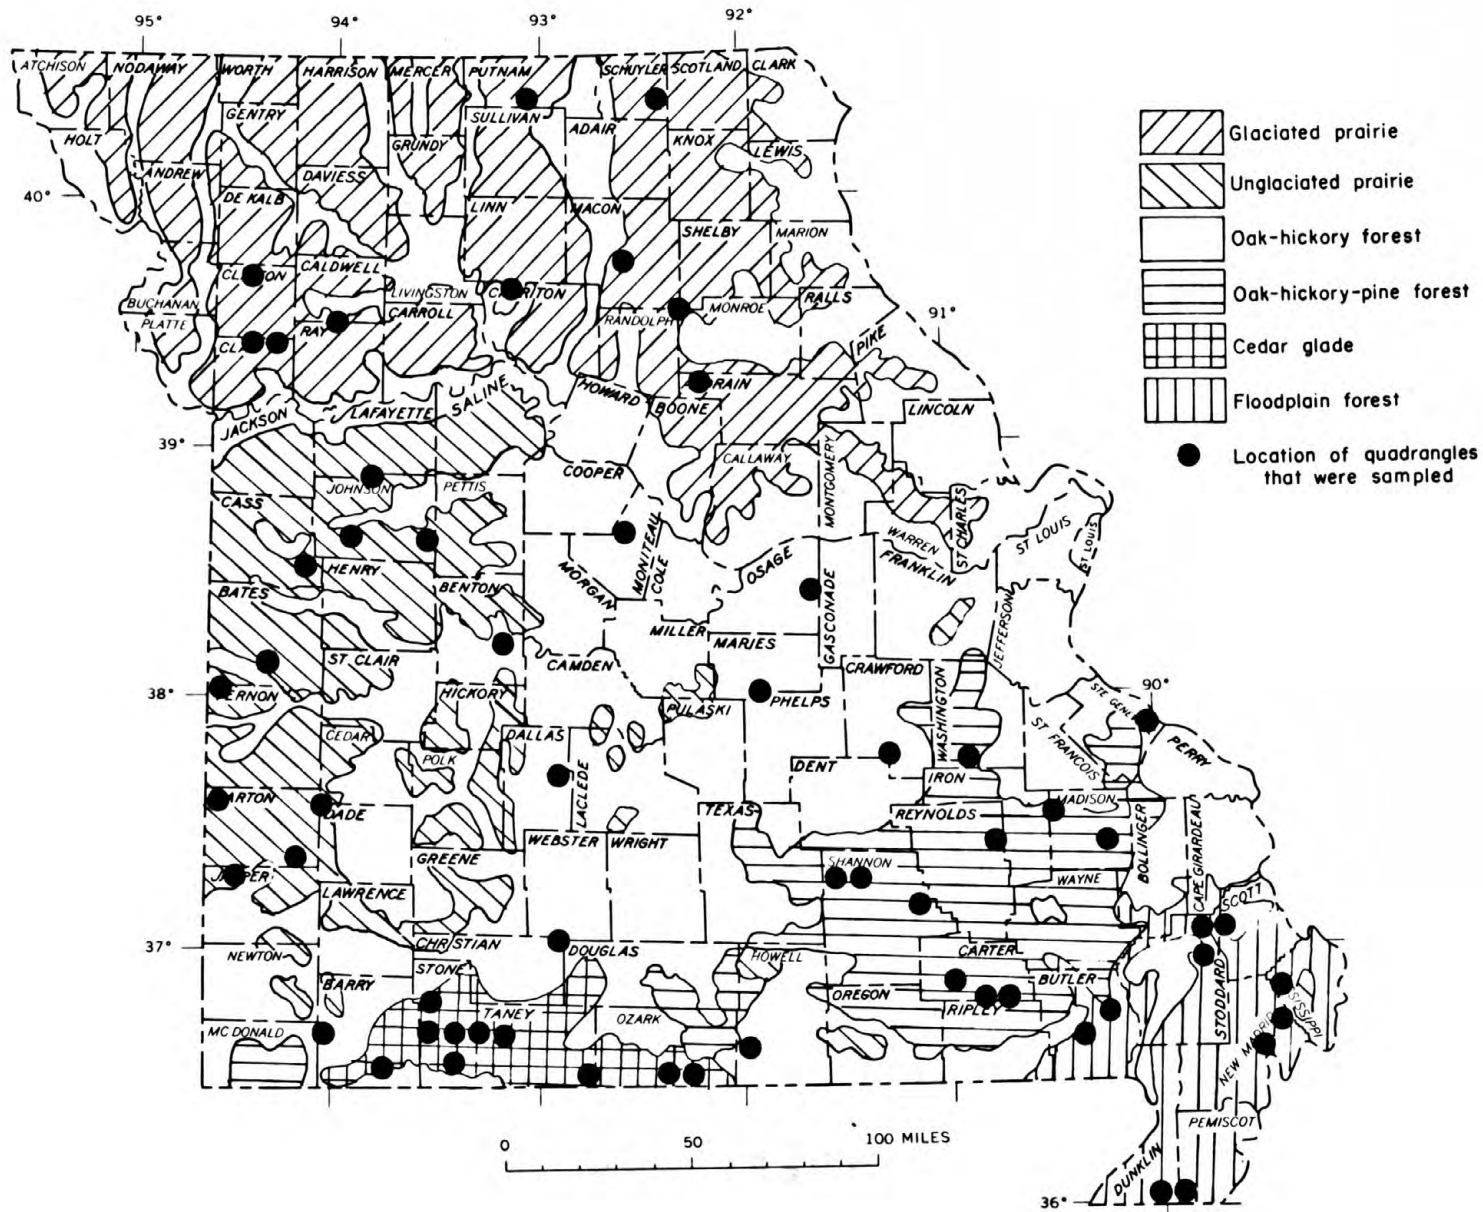 95°
94°
93°
92°
ATCHISON
NODAWAY
WORTH
HARRISON
MERCER
PUTNAM
SCHUYLER
SCOTLAND
CLARK
GENTRY
SULLIVAN
ADAIR
HOLT
GRUNDY
KNOX
LEWIS
ANDREW
DAVIESS
40°
DE KALB
LINN
MACON
SHELBY
MARION
CALDWELL
BUCHANAN
LIVINGSTON
CARROLL
RANDOLPH
MONROE
RALLS
PLATTE
RAY
91°
PIKE
HOWARD
BOONE
LINCOLN
JACKSON
LAFAYETTE
SALINE
39°
CALLAWAY
MONTGOMERY
COOPER
JOHNSON
PETTIS
CASS
ST CHARLES
WARREN
ST LOUIS
ST LOUIS
MONITEAU
COLE
OSAGE
FRANKLIN
HENRY
BENTON
MORGAN
GASCONADE
BATES
JEFFERSON
MILLER
MARIES
ST CLAIR
CAMDEN
CRAWFORD
WASHINGTON
38°
HICKORY
PULASKI
PHELPS
90°
STE GENE
CEDAR
DALLAS
POLK
ST FRANCOIS
PERRY
DENT
IRON
LACLEDE
MADISON
DADE
TEXAS
REYNOLDS
BOLLINGER
CAPE GIRARDEAU
WEBSTER
WRIGHT
GREENE
SHANNON
WAYNE
LAWRENCE
SCOTT
37°
CHRISTIAN
DOUGLAS
HOWELL
CARTER
NEWTON
STONE
BARRY
OREGON
BUTLER
STODDARD
RIPLEY
TANEY
OZARK
MC DONALD
NEW MADRID
PEMISCOT
DUNKLIN
36°
0 50 100 MILES
Glaciated prairie
Unglaciated prairie
Oak-hickory forest
Oak-hickory-pine forest
Cedar glade
Floodplain forest
Location of quadrangles
that were sampled